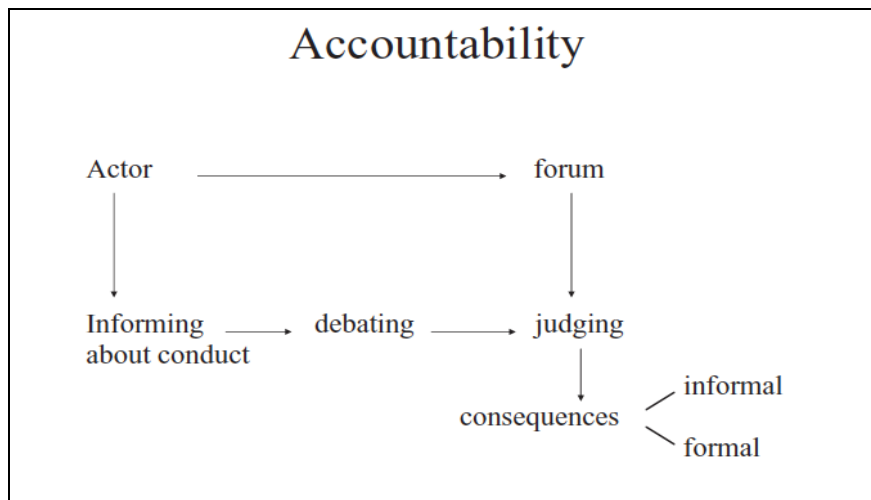 Accountability
Actor
forum
Informing
about conduct
debating
judging
consequences
informal
formal